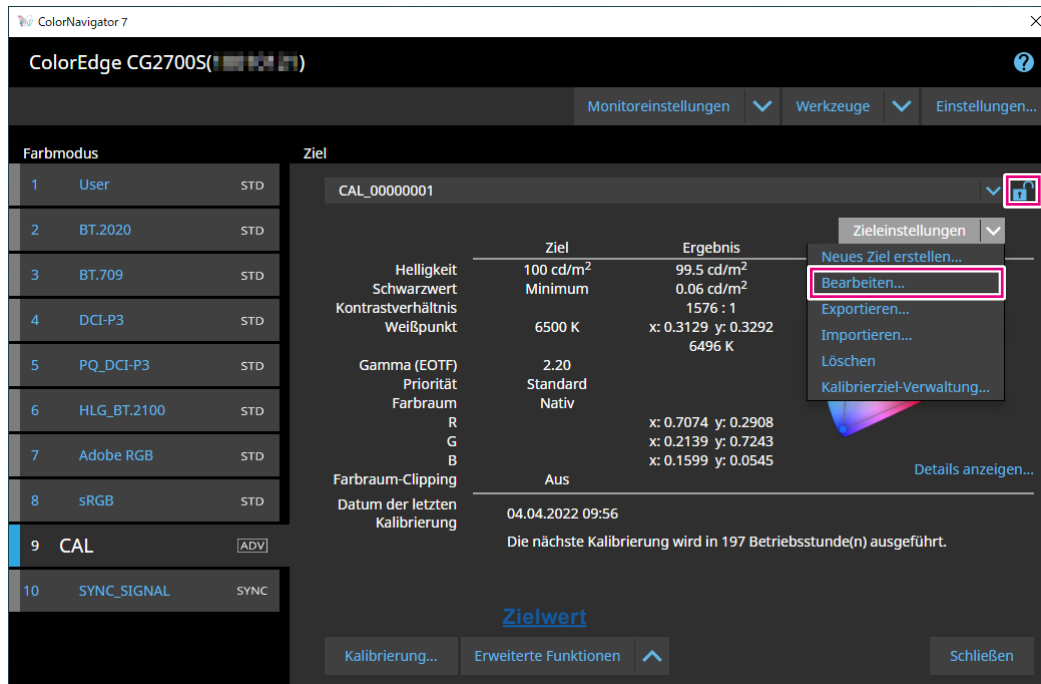 ColorNavigator 7
ColorEdge CG2700S( )
Monitoreinstellungen Werkzeuge Einstellungen...
Farbmodus Ziel
1 User STD
2 BT.2020 STD
3 BT.709 STD
4 DCI-P3 STD
5 PQ_DCI-P3 STD
6 HLG_BT.2100 STD
7 Adobe RGB STD
8 sRGB STD
9 CAL ADV
10 SYNC_SIGNAL SYNC
CAL_00000001
Zieleinstellungen
Neues Ziel erstellen...
Bearbeiten...
Exportieren...
Importieren...
Löschen
Kalibrierziel-Verwaltung...
Ziel Ergebnis
Helligkeit 100 cd/m² 99.5 cd/m²
Schwarzwert Minimum 0.06 cd/m²
Kontrastverhältnis 1576 : 1
Weißpunkt 6500 K x: 0.3129 y: 0.3292
6496 K
Gamma (EOTF) 2.20
Priorität Standard
Farbraum Nativ
R x: 0.7074 y: 0.2908
G x: 0.2139 y: 0.7243
B x: 0.1599 y: 0.0545
Farbraum-Clipping Aus
Details anzeigen...
Datum der letzten
Kalibrierung
04.04.2022 09:56
Die nächste Kalibrierung wird in 197 Betriebsstunde(n) ausgeführt.
Zielwert
Kalibrierung... Erweiterte Funktionen Schließen